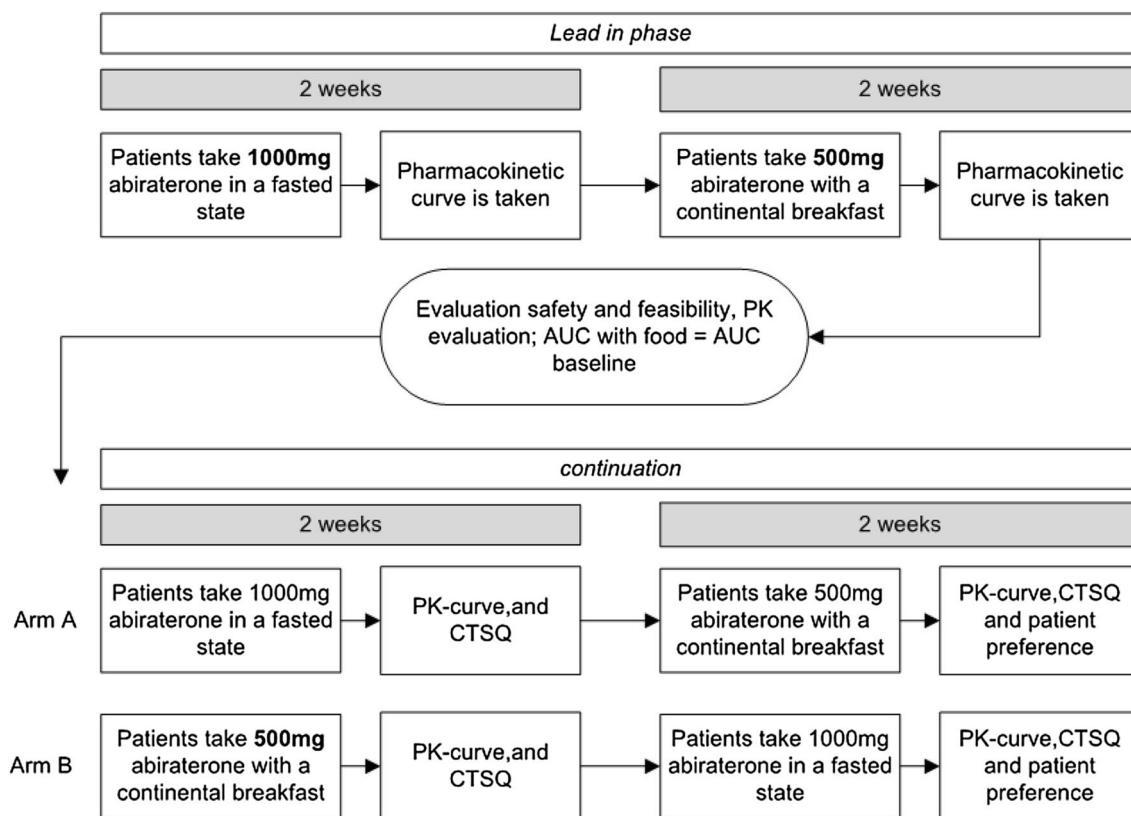 Lead in phase
2 weeks
2 weeks
Patients take 1000mg
abiraterone in a fasted
state
Pharmacokinetic
curve is taken
Patients take 500mg
abiraterone with a
continental breakfast
Pharmacokinetic
curve is taken
Evaluation safety and feasibility, PK
evaluation; AUC with food = AUC
baseline
continuation
2 weeks
2 weeks
Arm A
Patients take 1000mg
abiraterone in a fasted
state
PK-curve,and
CTSQ
Patients take 500mg
abiraterone with a
continental breakfast
PK-curve,CTSQ
and patient
preference
Arm B
Patients take 500mg
abiraterone with a
continental breakfast
PK-curve,and
CTSQ
Patients take 1000mg
abiraterone in a fasted
state
PK-curve,CTSQ
and patient
preference